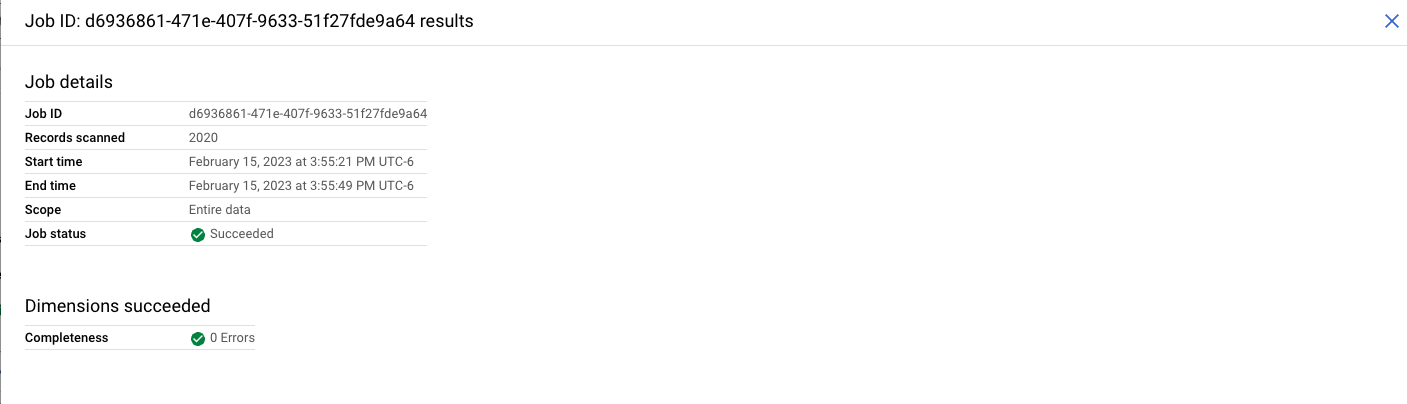 Job ID: d6936861-471e-407f-9633-51f27fde9a64 results
Job details
Job ID d6936861-471e-407f-9633-51f27fde9a64
Records scanned 2020
Start time February 15, 2023 at 3:55:21 PM UTC-6
End time February 15, 2023 at 3:55:49 PM UTC-6
Scope Entire data
Job status Succeeded
Dimensions succeeded
Completeness 0 Errors